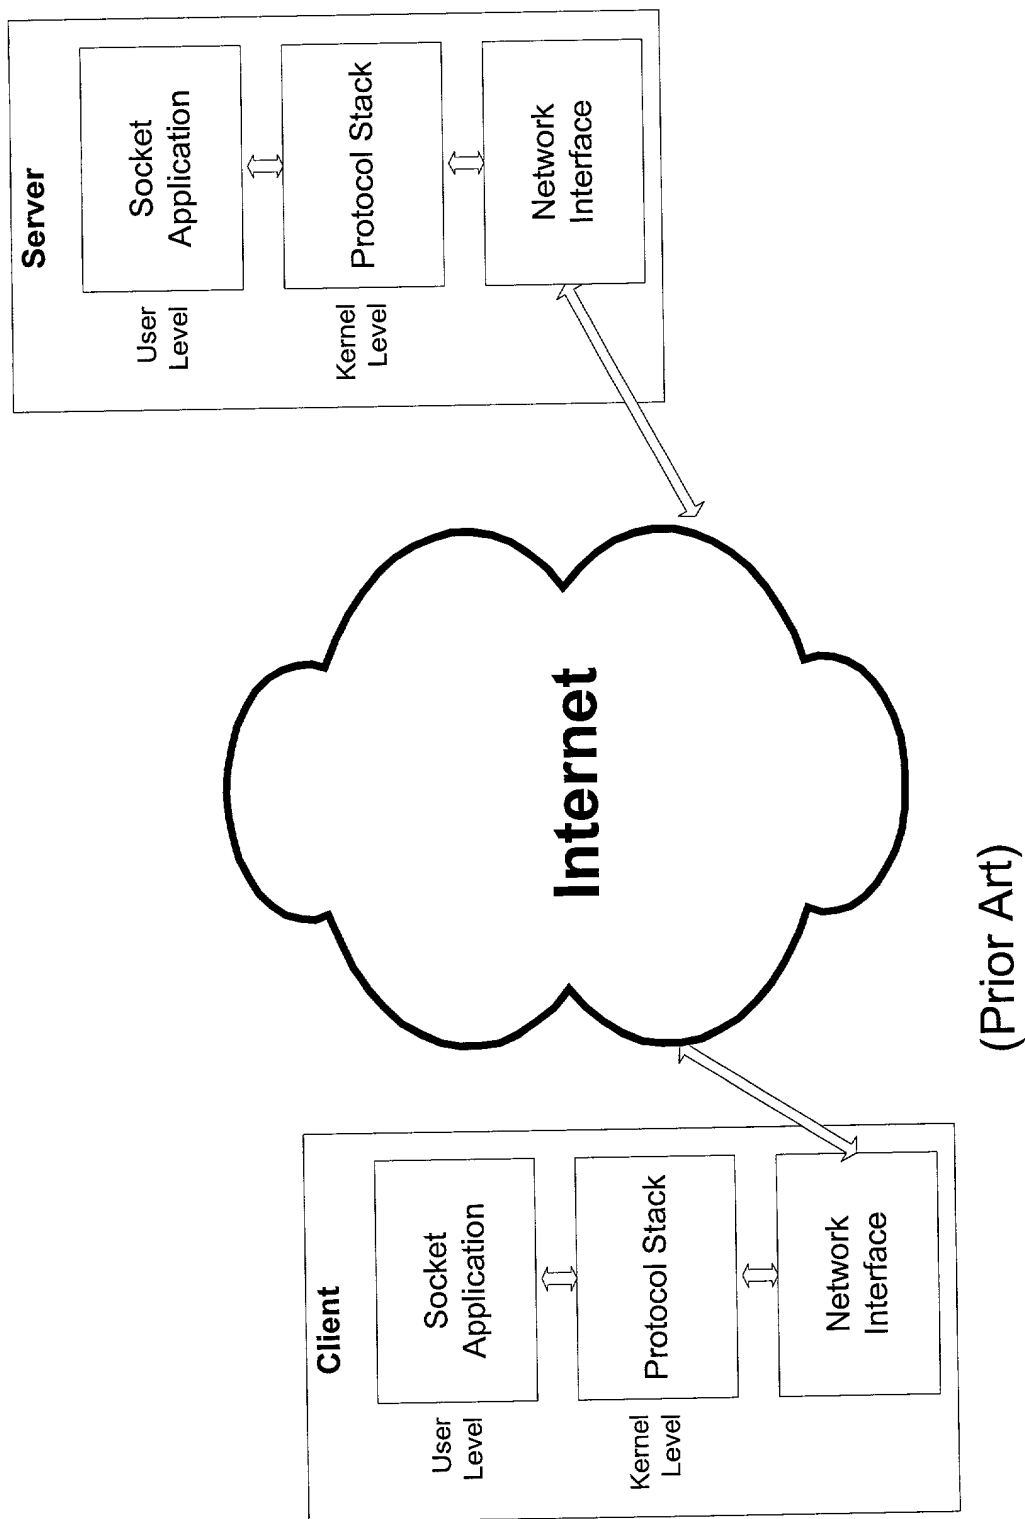 Client
User
Level
Socket
Application
Kernel
Level
Protocol Stack
Network
Interface
Internet
Server
User
Level
Socket
Application
Kernel
Level
Protocol Stack
Network
Interface
(Prior Art)